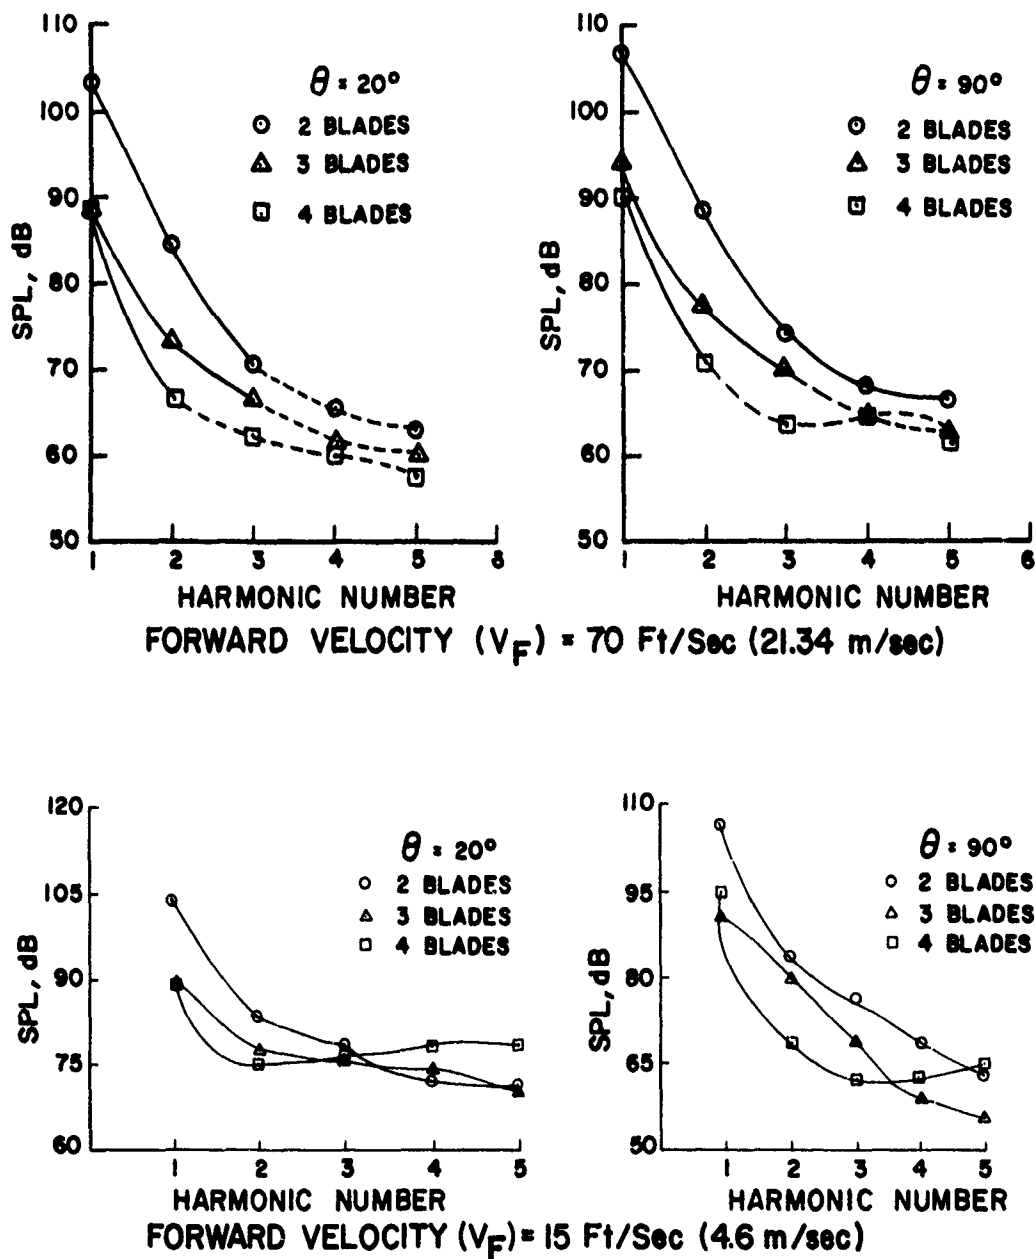 110
100
90
80
70
60
50
SPL, dB
θ = 20°
2 BLADES
3 BLADES
4 BLADES
1 2 3 4 5 6
HARMONIC NUMBER
110
100
90
80
70
60
50
SPL, dB
θ = 90°
2 BLADES
3 BLADES
4 BLADES
1 2 3 4 5 6
HARMONIC NUMBER
FORWARD VELOCITY (VF) = 70 Ft/Sec (21.34 m/sec)
120
105
90
75
60
SPL, dB
θ = 20°
2 BLADES
3 BLADES
4 BLADES
1 2 3 4 5
HARMONIC NUMBER
110
95
80
65
50
SPL, dB
θ = 90°
2 BLADES
3 BLADES
4 BLADES
1 2 3 4 5
HARMONIC NUMBER
FORWARD VELOCITY (VF) = 15 Ft/Sec (4.6 m/sec)